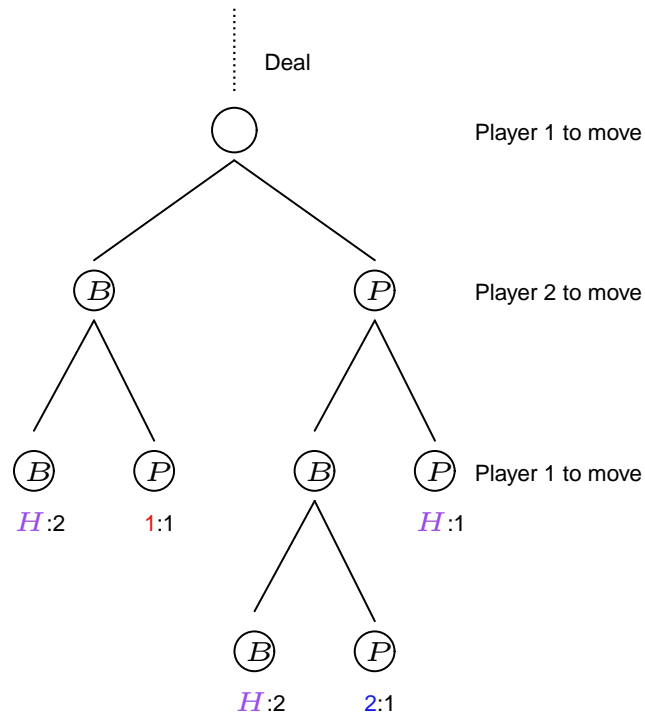 Deal
Player 1 to move
B P Player 2 to move
B P B P Player 1 to move
H:2 1:1 H:1
B P
H:2 2:1